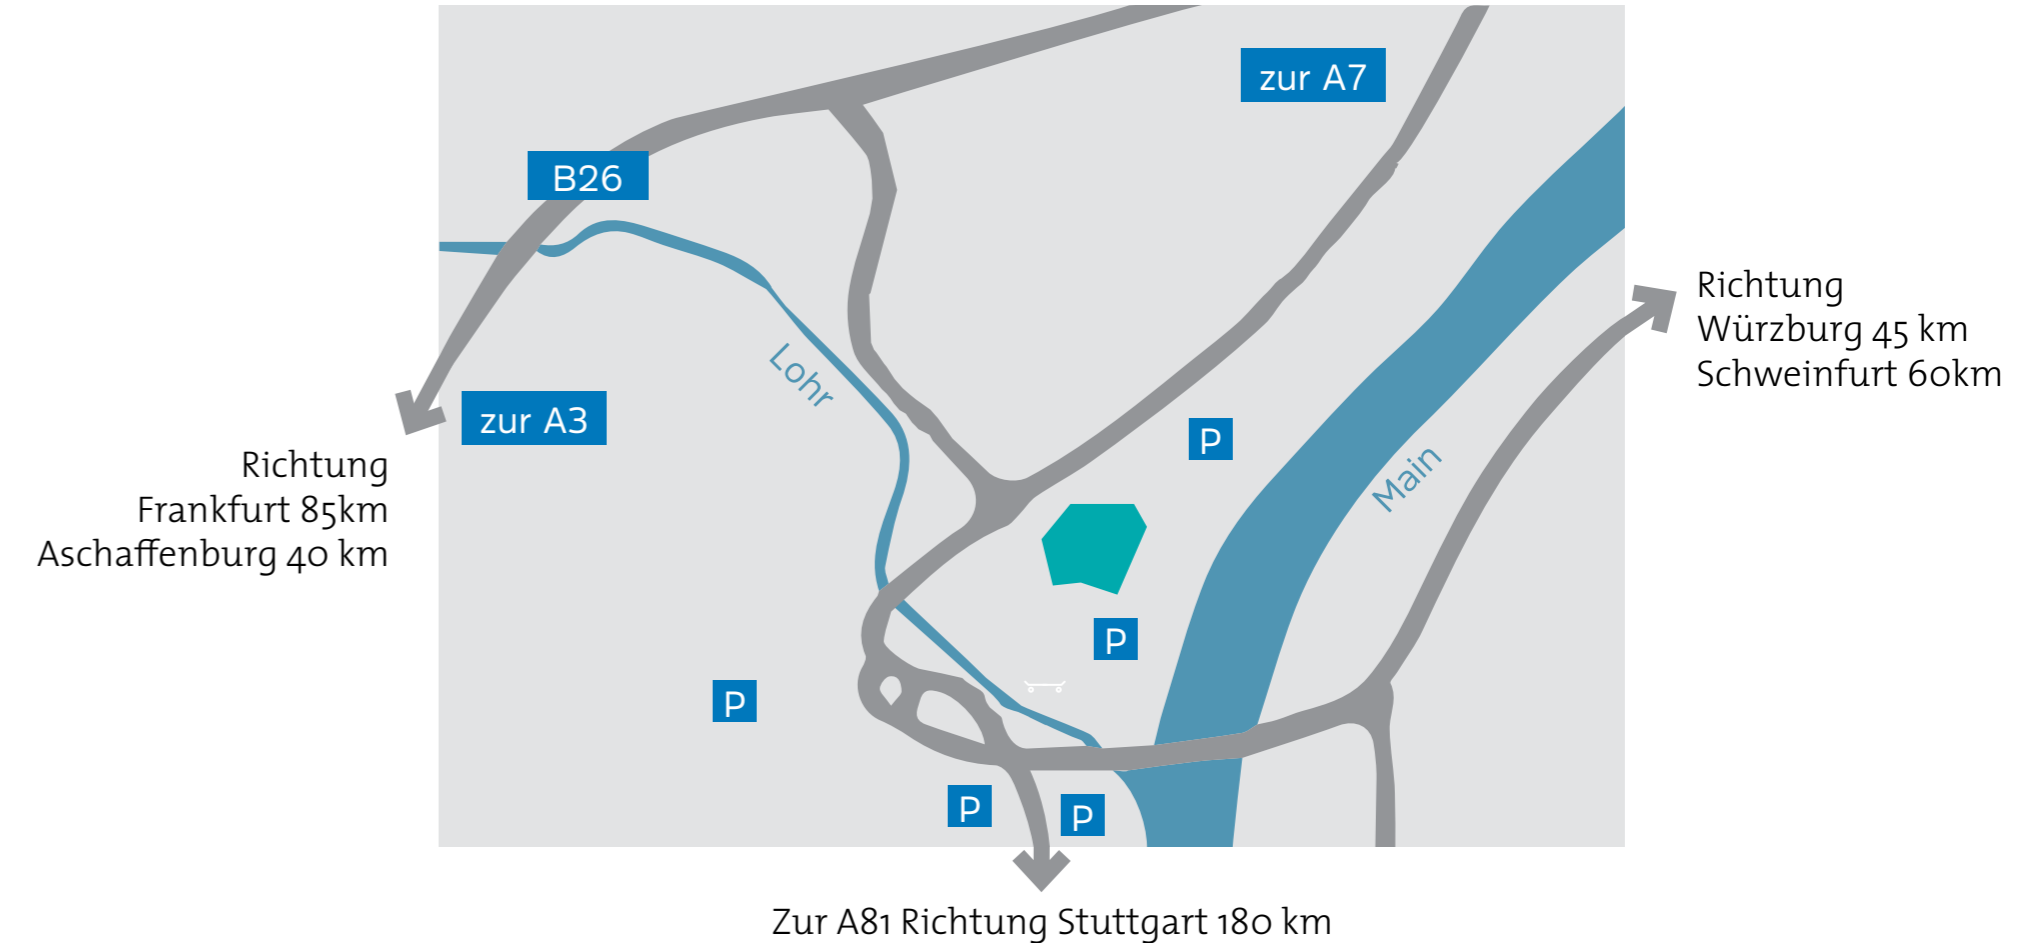 zur A7
B26
Richtung
Würzburg 45 km
Schweinfurt 60km
Lohr
zur A3
P
Main
Richtung
Frankfurt 85km
Aschaffenburg 40 km
P
P
P
P
Zur A81 Richtung Stuttgart 180 km